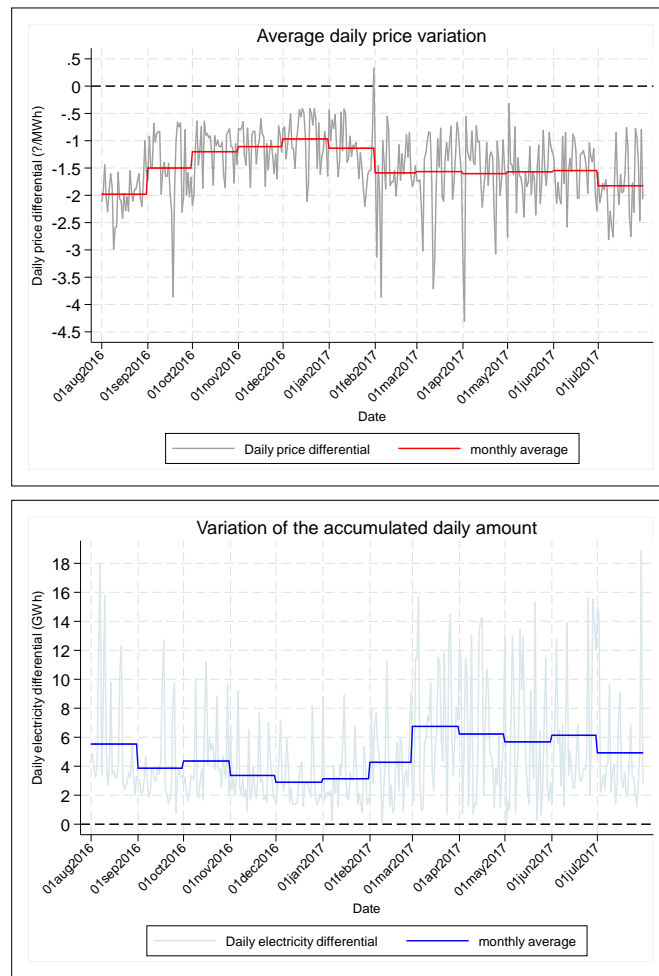 Average daily price variation
.5
0
-.5
-1
-1.5
-2
-2.5
-3
-3.5
-4
-4.5
Daily price differential (?/MWh)
01aug2016
01sep2016
01oct2016
01nov2016
01dec2016
01jan2017
01feb2017
01mar2017
01apr2017
01may2017
01jun2017
01jul2017
Date
Daily price differential
monthly average
Variation of the accumulated daily amount
18
16
14
12
10
8
6
4
2
0
Daily electricity differential (GWh)
01aug2016
01sep2016
01oct2016
01nov2016
01dec2016
01jan2017
01feb2017
01mar2017
01apr2017
01may2017
01jun2017
01jul2017
Date
Daily electricity differential
monthly average